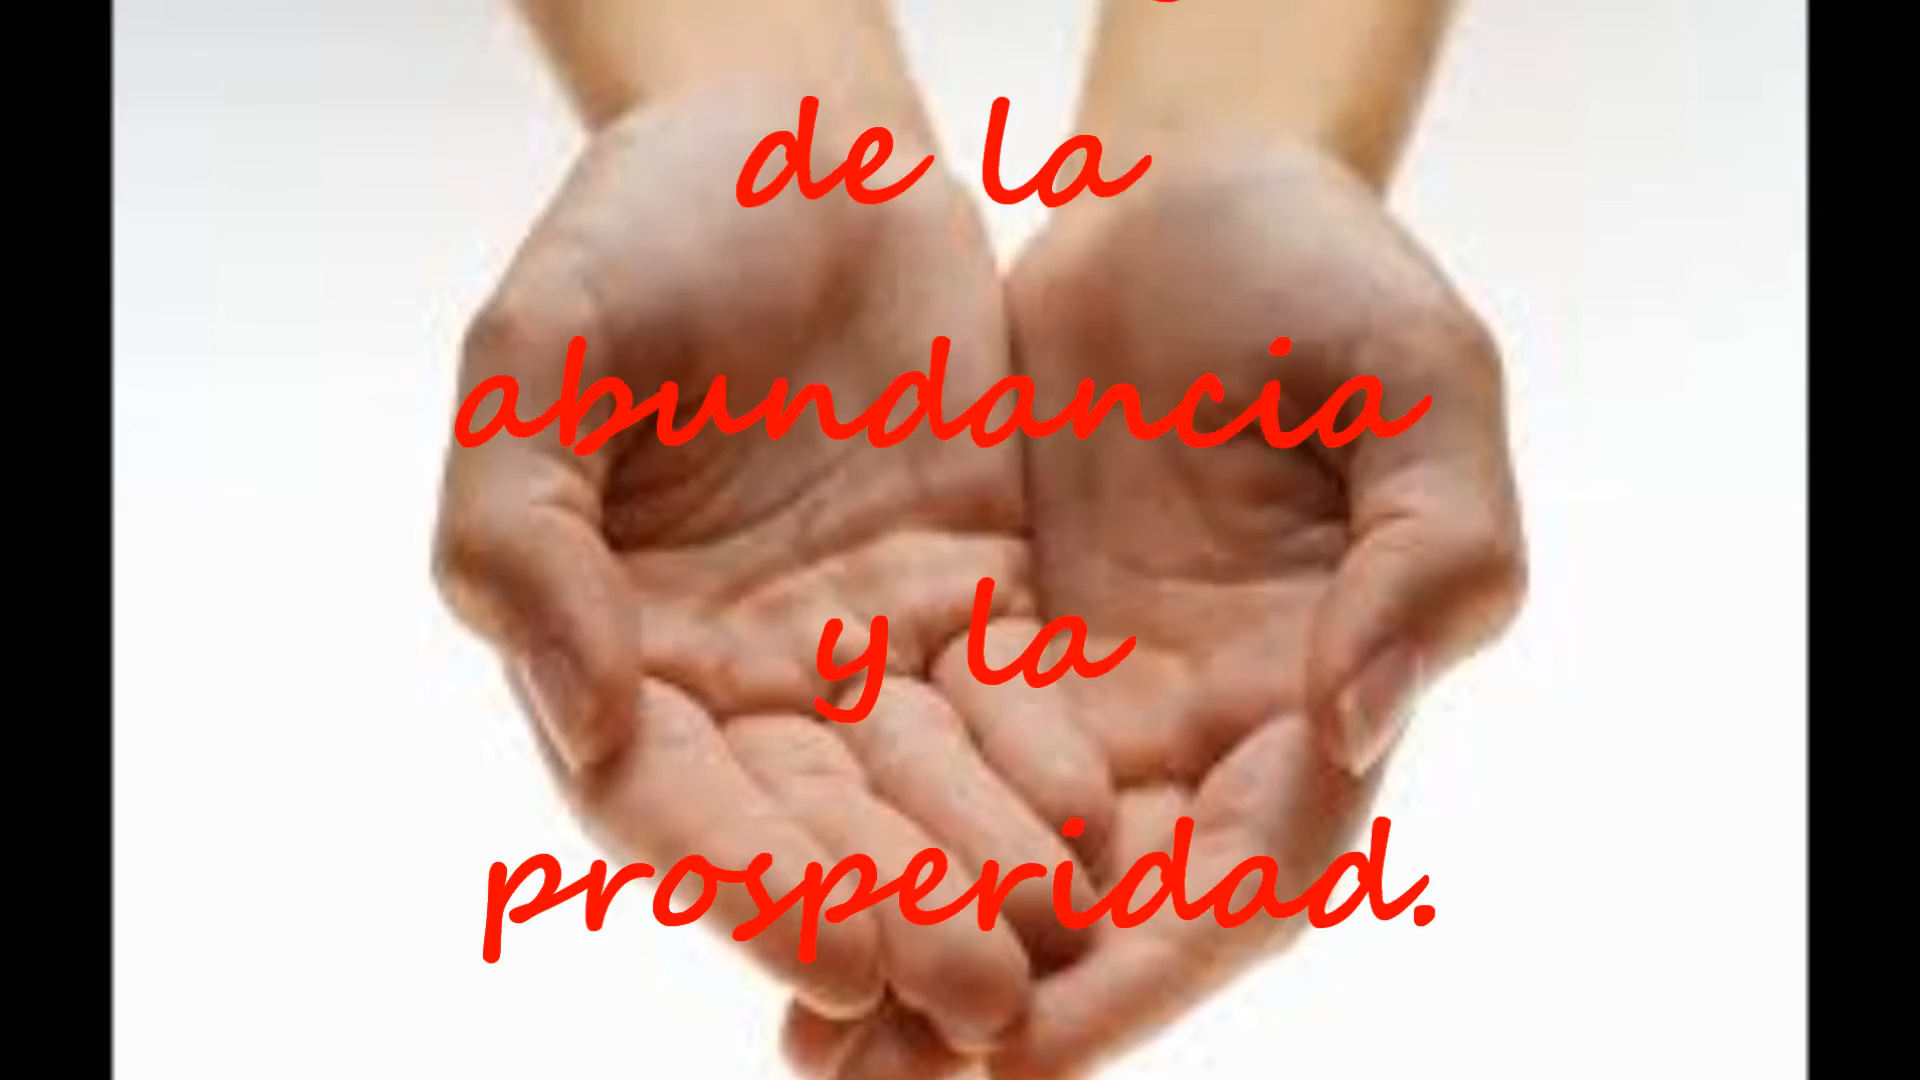 de la
abundancia
y la
prosperidad.